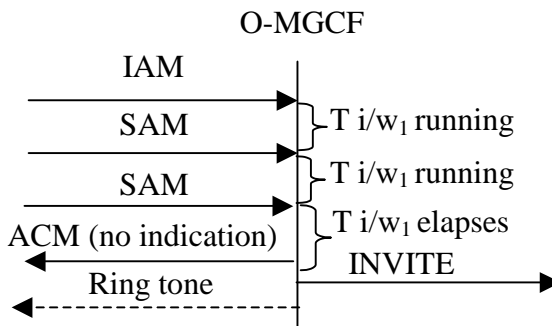 O-MGCF
IAM
SAM
T i/w1 running
SAM
T i/w1 running
ACM (no indication)
T i/w1 elapses
INVITE
Ring tone